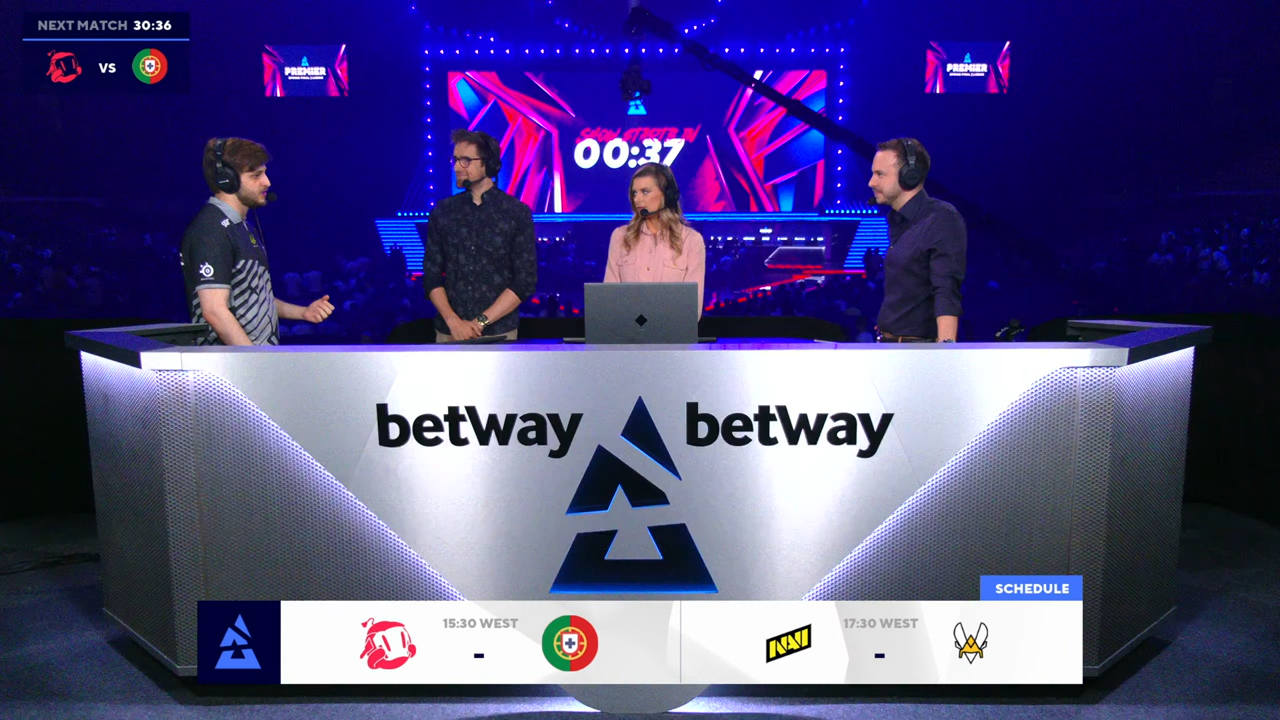 NEXT MATCH 30:36
VS
PREMIER
PREMIER
SHOW STARTS IN
00:37
betway betway
SCHEDULE
15:30 WEST
-
NAVI
17:30 WEST
-